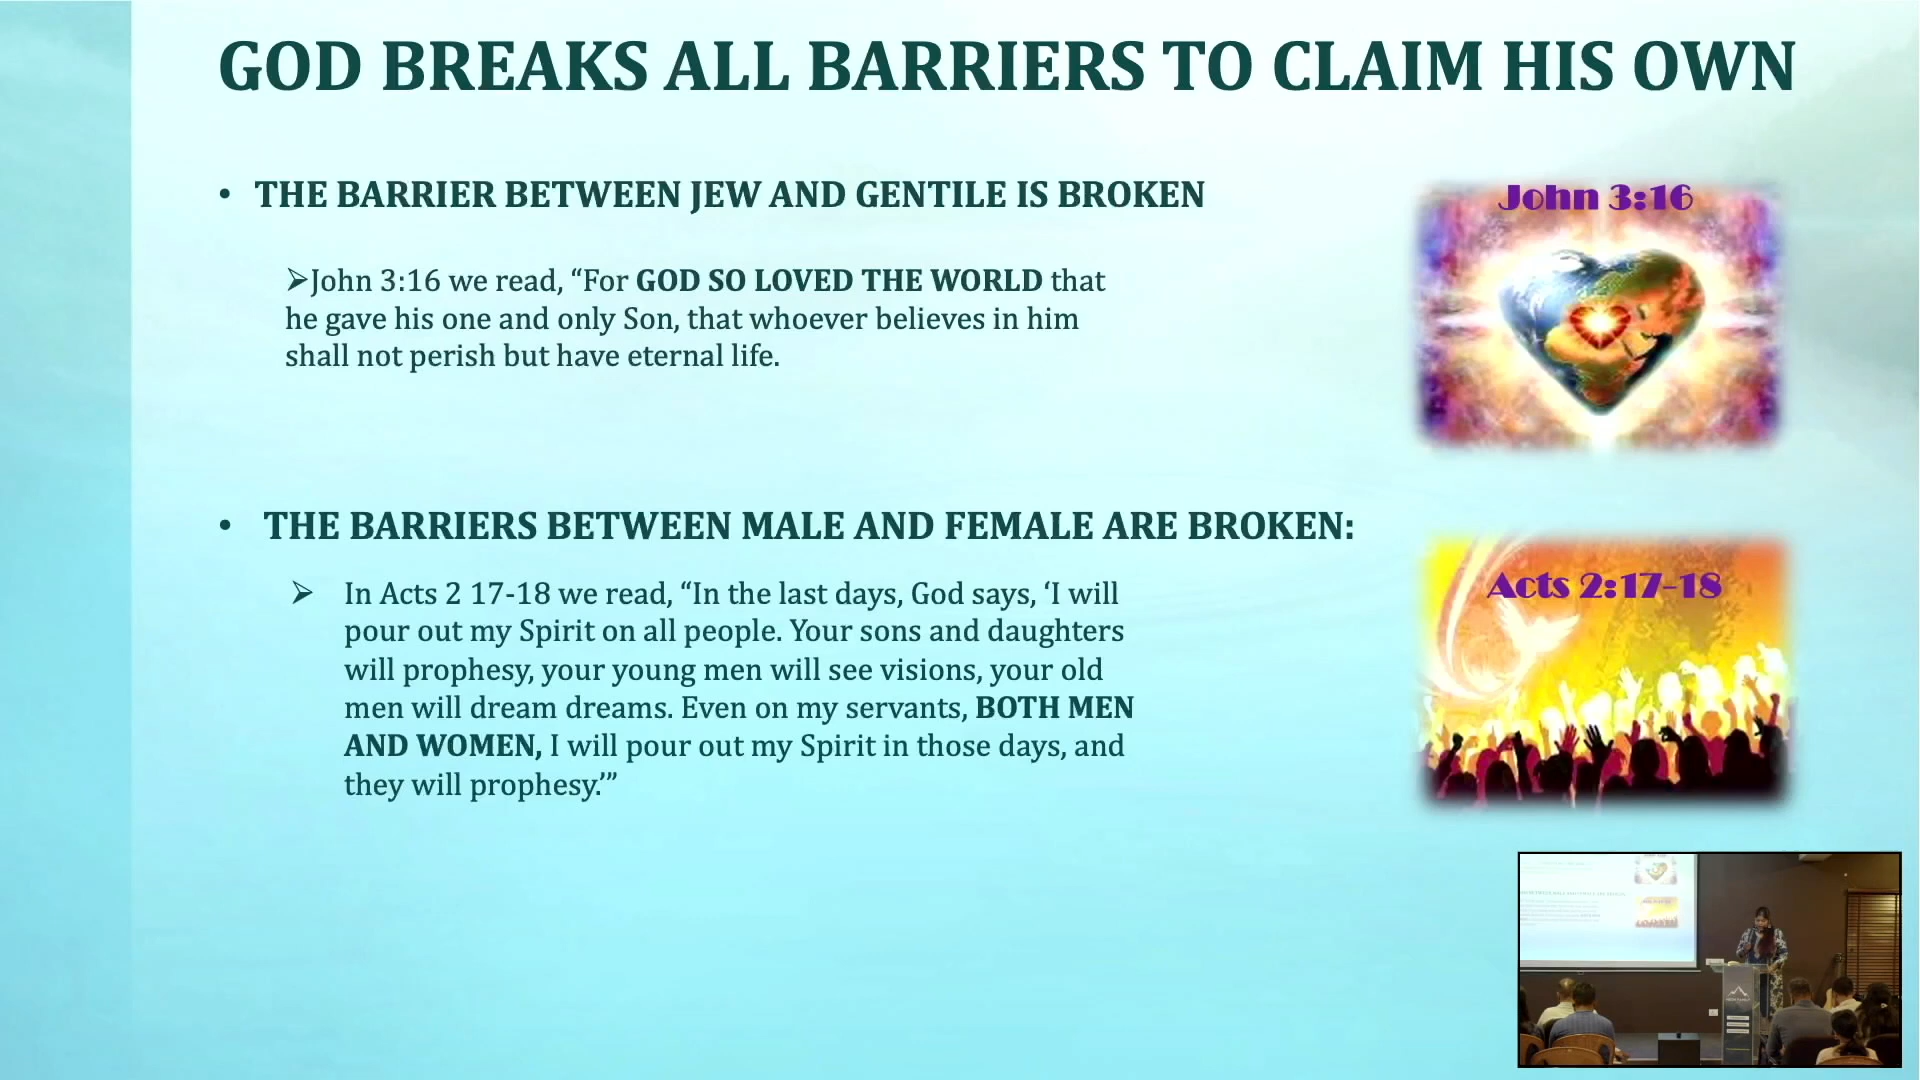 GOD BREAKS ALL BARRIERS TO CLAIM HIS OWN
• THE BARRIER BETWEEN JEW AND GENTILE IS BROKEN
➢John 3:16 we read, “For GOD SO LOVED THE WORLD that
he gave his one and only Son, that whoever believes in him
shall not perish but have eternal life.
John 3:16
• THE BARRIERS BETWEEN MALE AND FEMALE ARE BROKEN:
➢ In Acts 2 17-18 we read, “In the last days, God says, ‘I will
pour out my Spirit on all people. Your sons and daughters
will prophesy, your young men will see visions, your old
men will dream dreams. Even on my servants, BOTH MEN
AND WOMEN, I will pour out my Spirit in those days, and
they will prophesy.’”
Acts 2:17-18